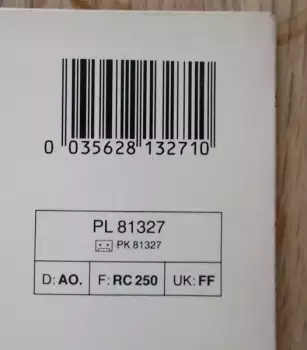 0 035628 132710
PL 81327
PK 81327
D: AO. F: RC 250 UK: FF